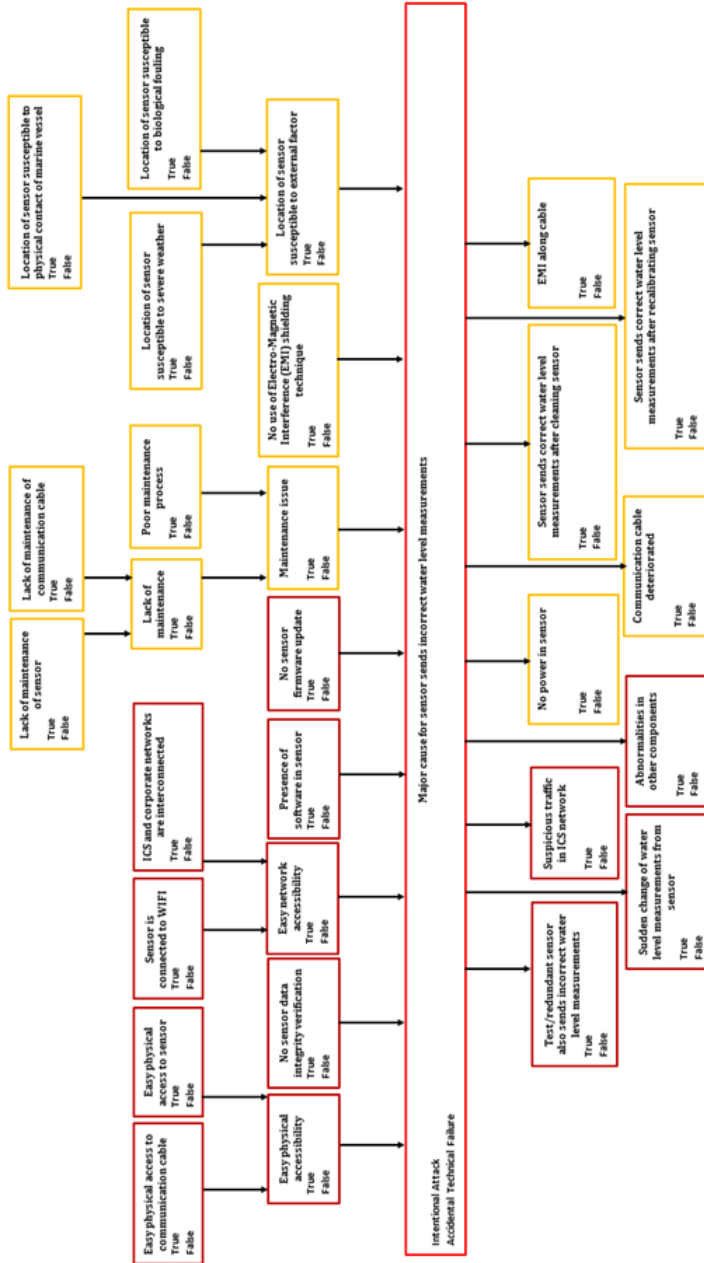 Lack of maintenance
of sensor
True
False
Lack of maintenance of
communication cable
True
False
Location of sensor susceptible to
physical contact of marine vessel
True
False
Easy physical access to
communication cable
True
False
Easy physical
access to sensor
True
False
Sensor is
connected to WIFI
True
False
ICS and corporate networks
are interconnected
True
False
Lack of
maintenance
True
False
Poor maintenance
process
True
False
Location of sensor
susceptible to severe weather
True
False
Location of sensor susceptible
to biological fouling
True
False
Easy physical
accessibility
True
False
No sensor data
integrity verification
True
False
Easy network
accessibility
True
False
Presence of
software in sensor
True
False
No sensor
firmware update
True
False
Maintenance issue
True
False
No use of Electro-Magnetic
Interference (EMI) shielding
technique
True
False
Location of sensor
susceptible to external factor
True
False
Major cause for sensor sends incorrect water level measurements
Intentional Attack
Accidental Technical Failure
Test/redundant sensor
also sends incorrect water
level measurements
True
False
Suspicious traffic
in ICS network
True
False
No power in sensor
True
False
Sensor sends correct water level
measurements after cleaning sensor
True
False
EMI along cable
True
False
Sudden change of water
level measurements from
sensor
True
False
Abnormalities in
other components
True
False
Communication cable
deteriorated
True
False
Sensor sends correct water level
measurements after recalibrating sensor
True
False